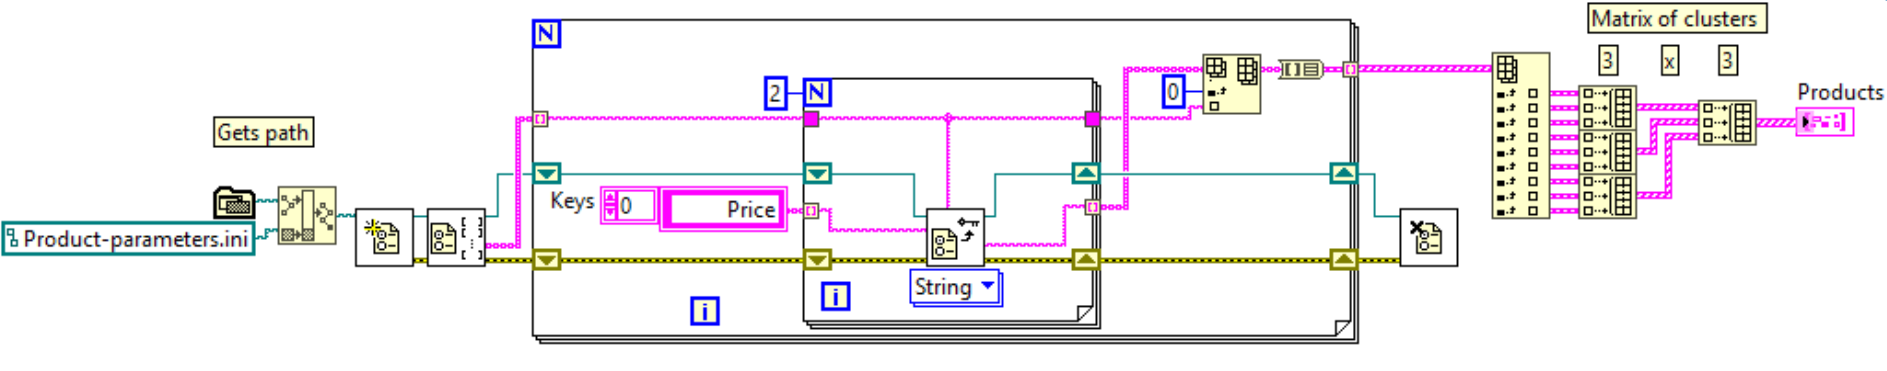 Matrix of clusters
3 x 3
Products
N
2 N
0
Gets path
Keys 0 Price
Product-parameters.ini
String
i
i